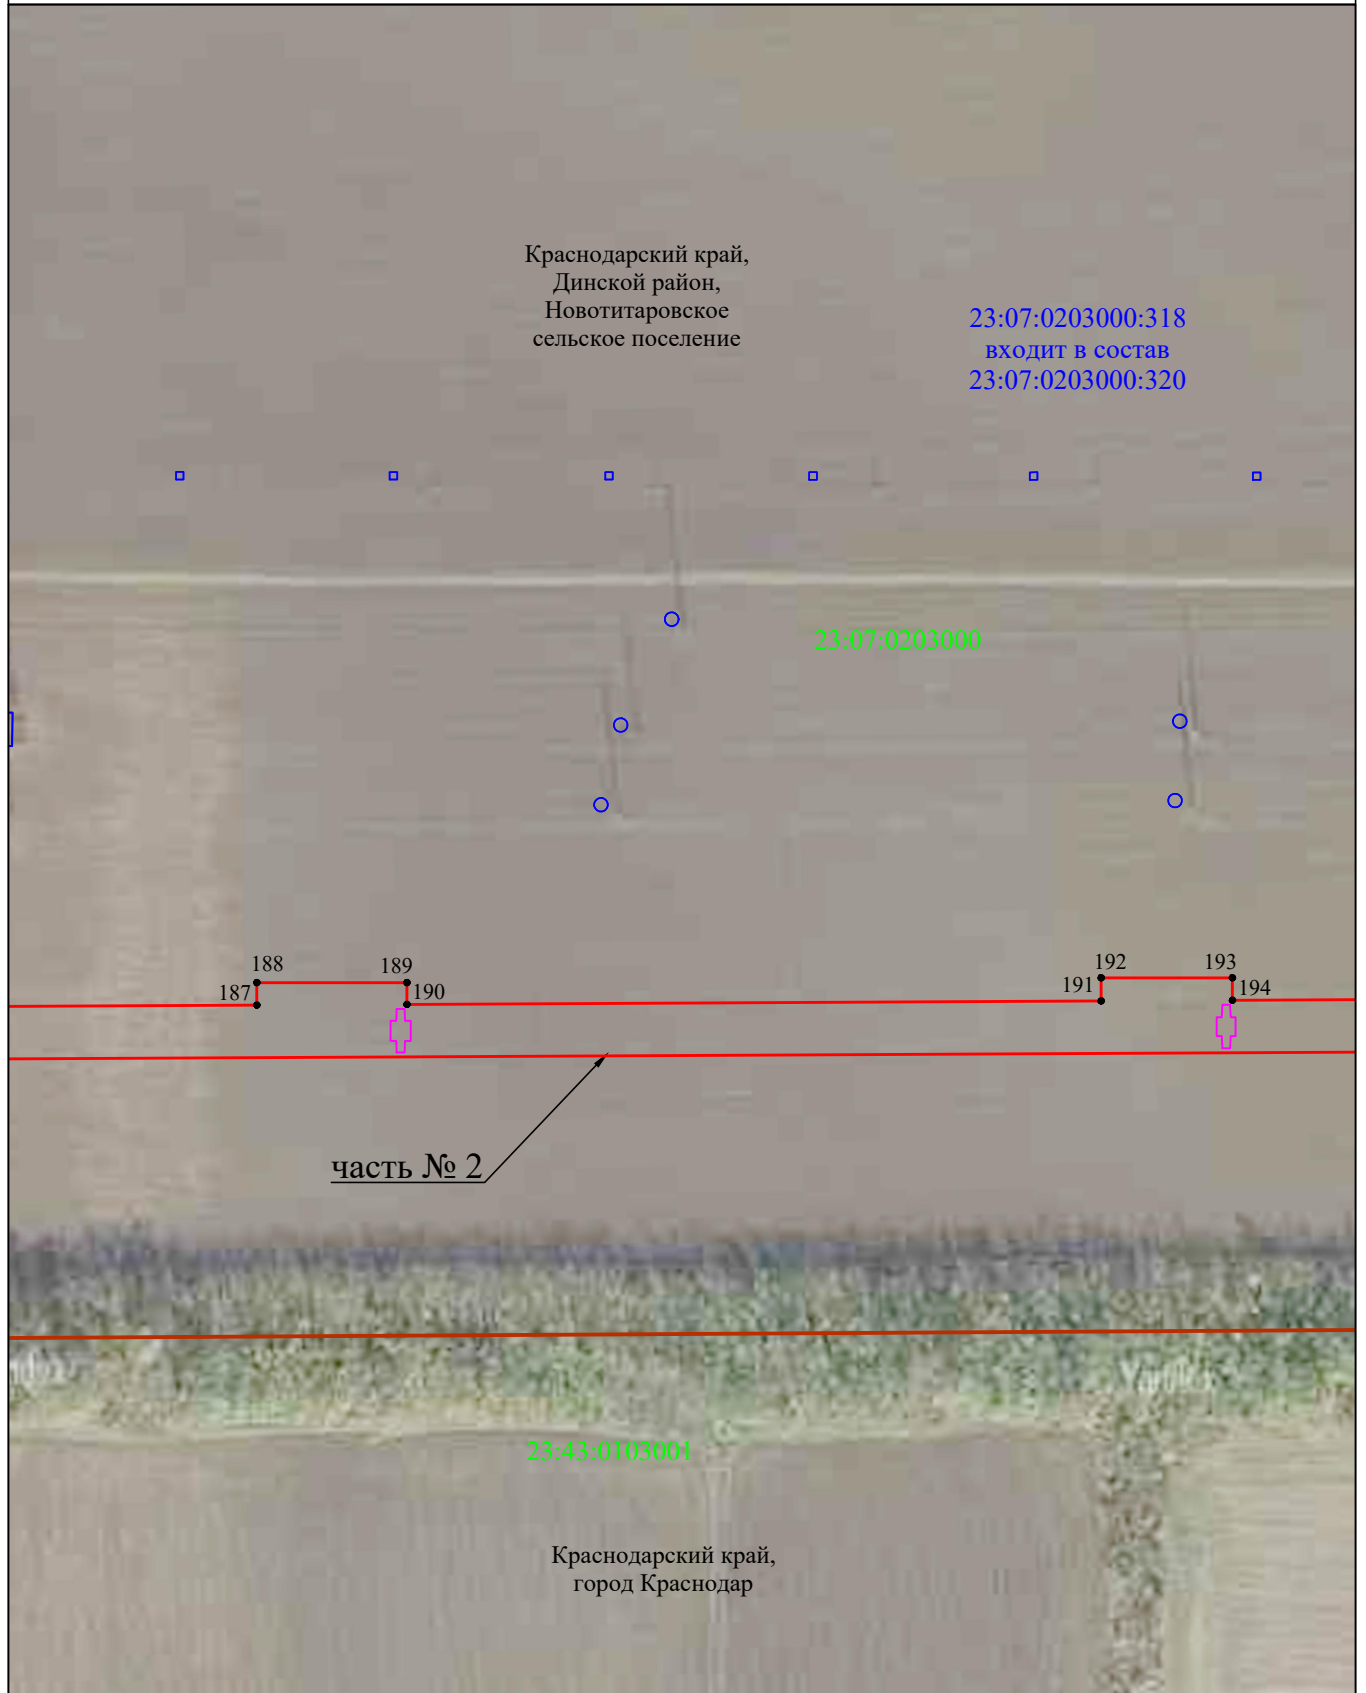 Краснодарский край,
Динской район,
Новотитаровское
сельское поселение
23:07:0203000:318
входит в состав
23:07:0203000:320
23:07:0203000
188
189
187
190
192
193
191
194
часть № 2
23:43:0103001
Краснодарский край,
город Краснодар